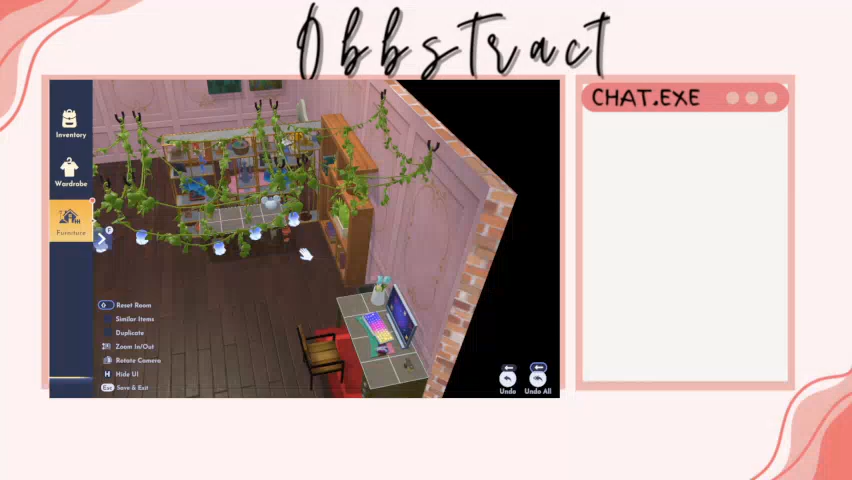 Obbstract
CHAT.EXE
Inventory
Wardrobe
Furniture
F
Reset Room
Similar Items
Duplicate
Zoom In/Out
Rotate Camera
H Hide UI
Esc Save & Exit
Undo
Undo All